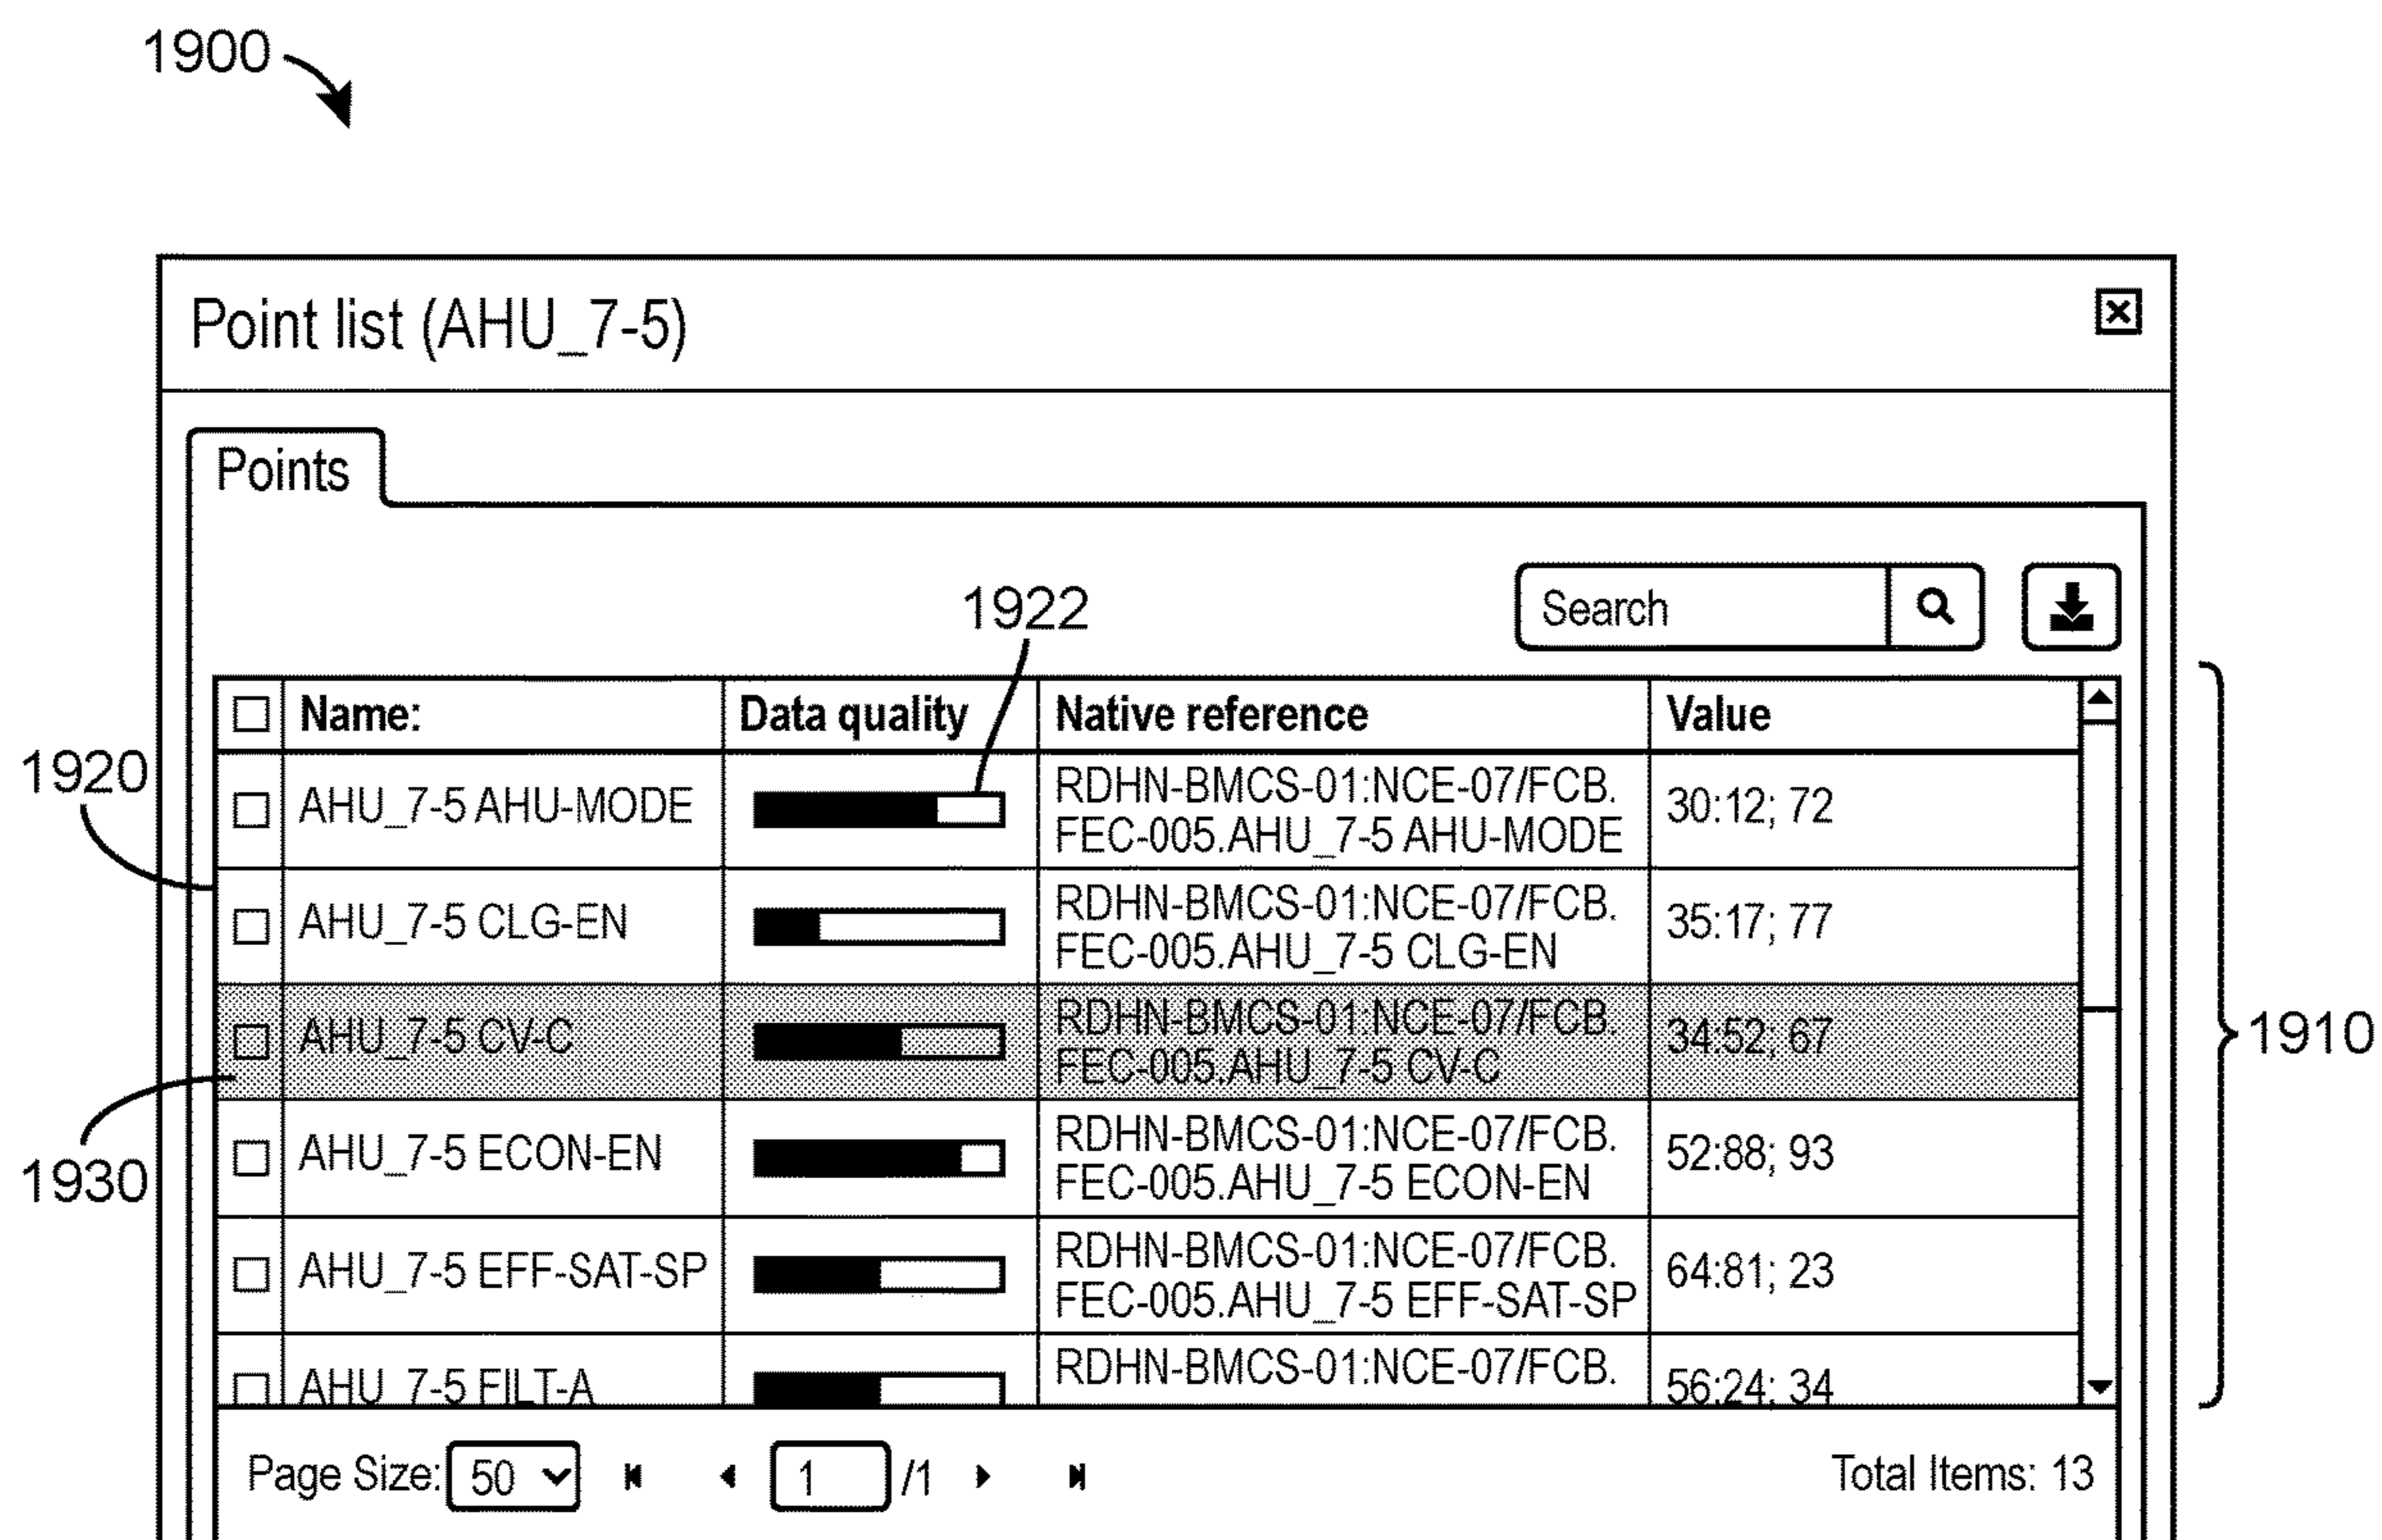 1900
Point list (AHU_7-5)
Points
1922
Search
Name:
Data quality
Native reference
Value
1920
AHU_7-5 AHU-MODE
RDHN-BMCS-01:NCE-07/FCB.
FEC-005.AHU_7-5 AHU-MODE
30:12; 72
AHU_7-5 CLG-EN
RDHN-BMCS-01:NCE-07/FCB.
FEC-005.AHU_7-5 CLG-EN
35:17; 77
AHU_7-5 CV-C
RDHN-BMCS-01:NCE-07/FCB.
FEC-005.AHU_7-5 CV-C
34:52; 67
1910
1930
AHU_7-5 ECON-EN
RDHN-BMCS-01:NCE-07/FCB.
FEC-005.AHU_7-5 ECON-EN
52:88; 93
AHU_7-5 EFF-SAT-SP
RDHN-BMCS-01:NCE-07/FCB.
FEC-005.AHU_7-5 EFF-SAT-SP
64:81; 23
AHU_7-5 FILT-A
RDHN-BMCS-01:NCE-07/FCB.
56:24; 34
Page Size: 50
1 /1
Total Items: 13